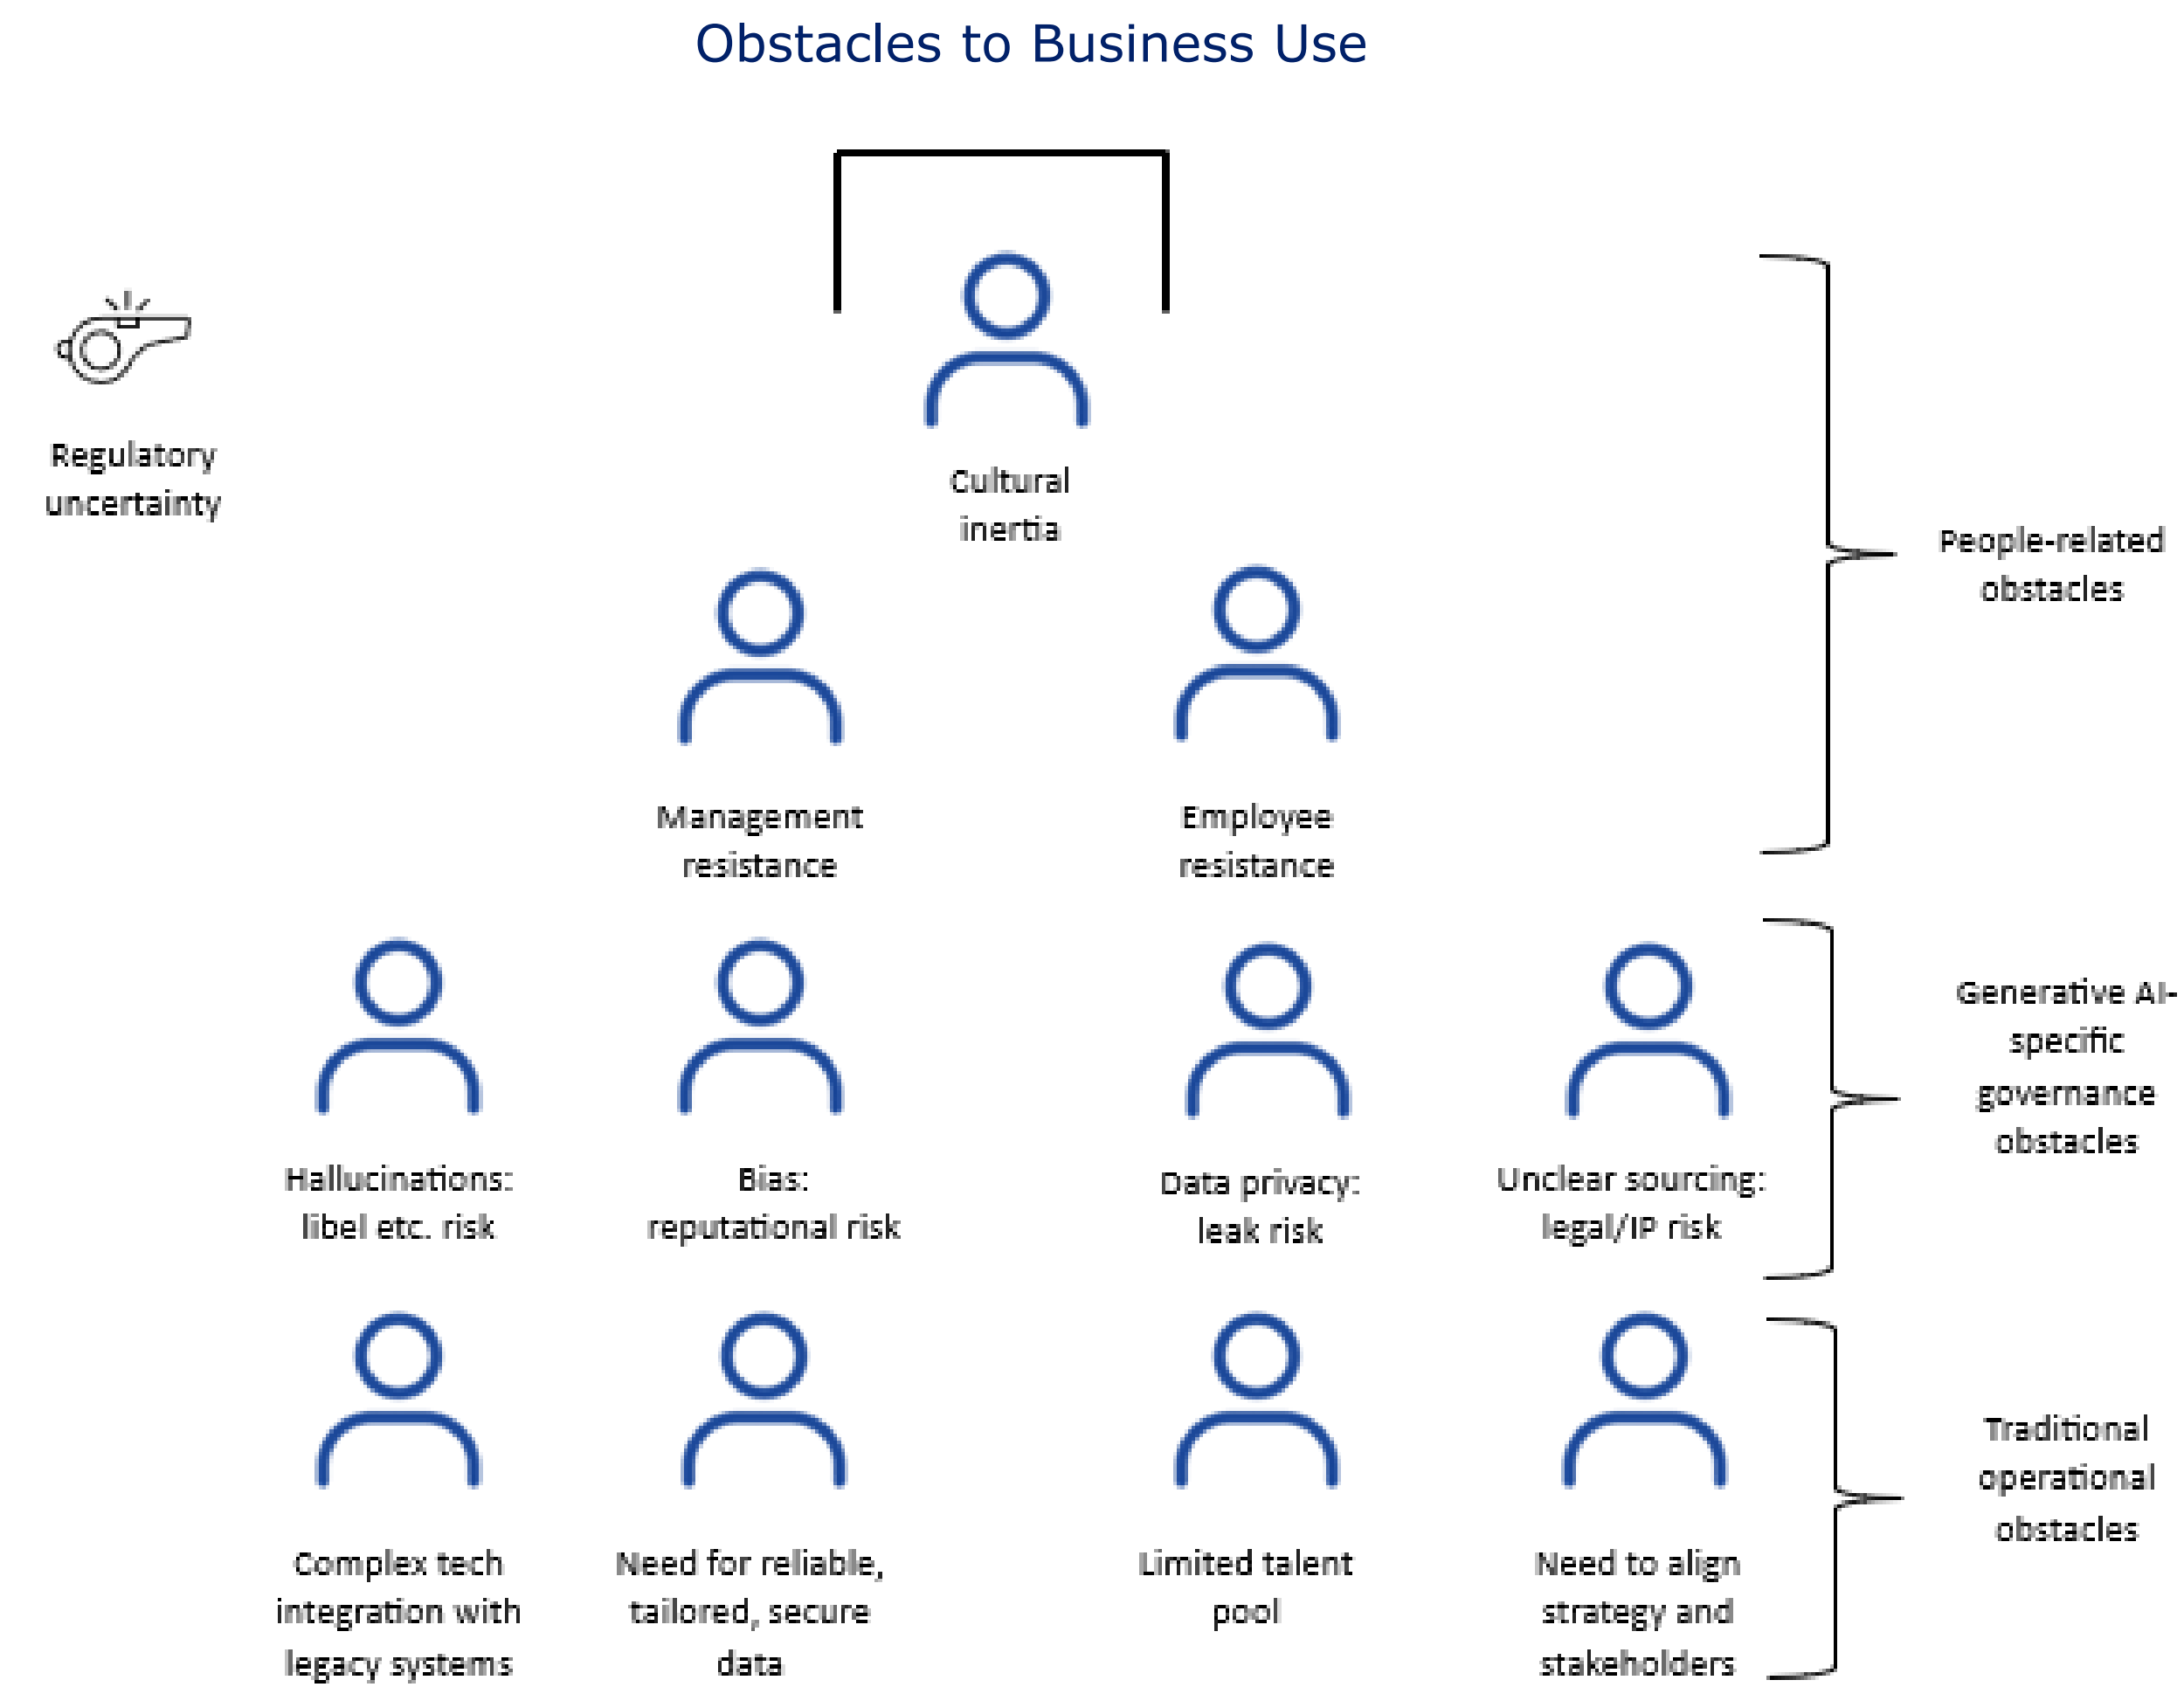 Obstacles to Business Use
Regulatory
uncertainty
Cultural
inertia
People-related
obstacles
Management
resistance
Employee
resistance
Generative AI-
specific
governance
obstacles
Hallucinations:
libel etc. risk
Bias:
reputational risk
Data privacy:
leak risk
Unclear sourcing:
legal/IP risk
Traditional
operational
obstacles
Complex tech
integration with
legacy systems
Need for reliable,
tailored, secure
data
Limited talent
pool
Need to align
strategy and
stakeholders